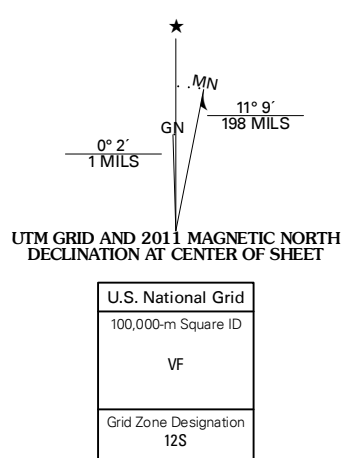 ★
MN
11° 9´
198 MILS
GN
0° 2´
1 MILS
UTM GRID AND 2011 MAGNETIC NORTH
DECLINATION AT CENTER OF SHEET
U.S. National Grid
100,000-m Square ID
VF
Grid Zone Designation
12S